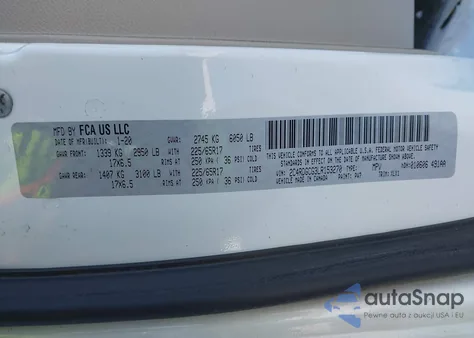 MFD BY FCA US LLC
DATE OF MFR(BUILT): 1-20 GVWR: 2745 KG 6050 LB
GAWR FRONT: 1339 KG 2950 LB WITH 225/65R17 TIRES
17X6.5 RIMS AT 250 KPA( 36 PSI) COLD
GAWR REAR: 1407 KG 3100 LB WITH 225/65R17 TIRES
17X6.5 RIMS AT 250 KPA( 36 PSI) COLD
THIS VEHICLE CONFORMS TO ALL APPLICABLE
U.S.A. FEDERAL MOTOR VEHICLE SAFETY
STANDARDS IN EFFECT ON THE DATE OF
MANUFACTURE SHOWN ABOVE
MPV
MADE IN CANADA
autoSnap
Pewne auto z aukcji USA i EU